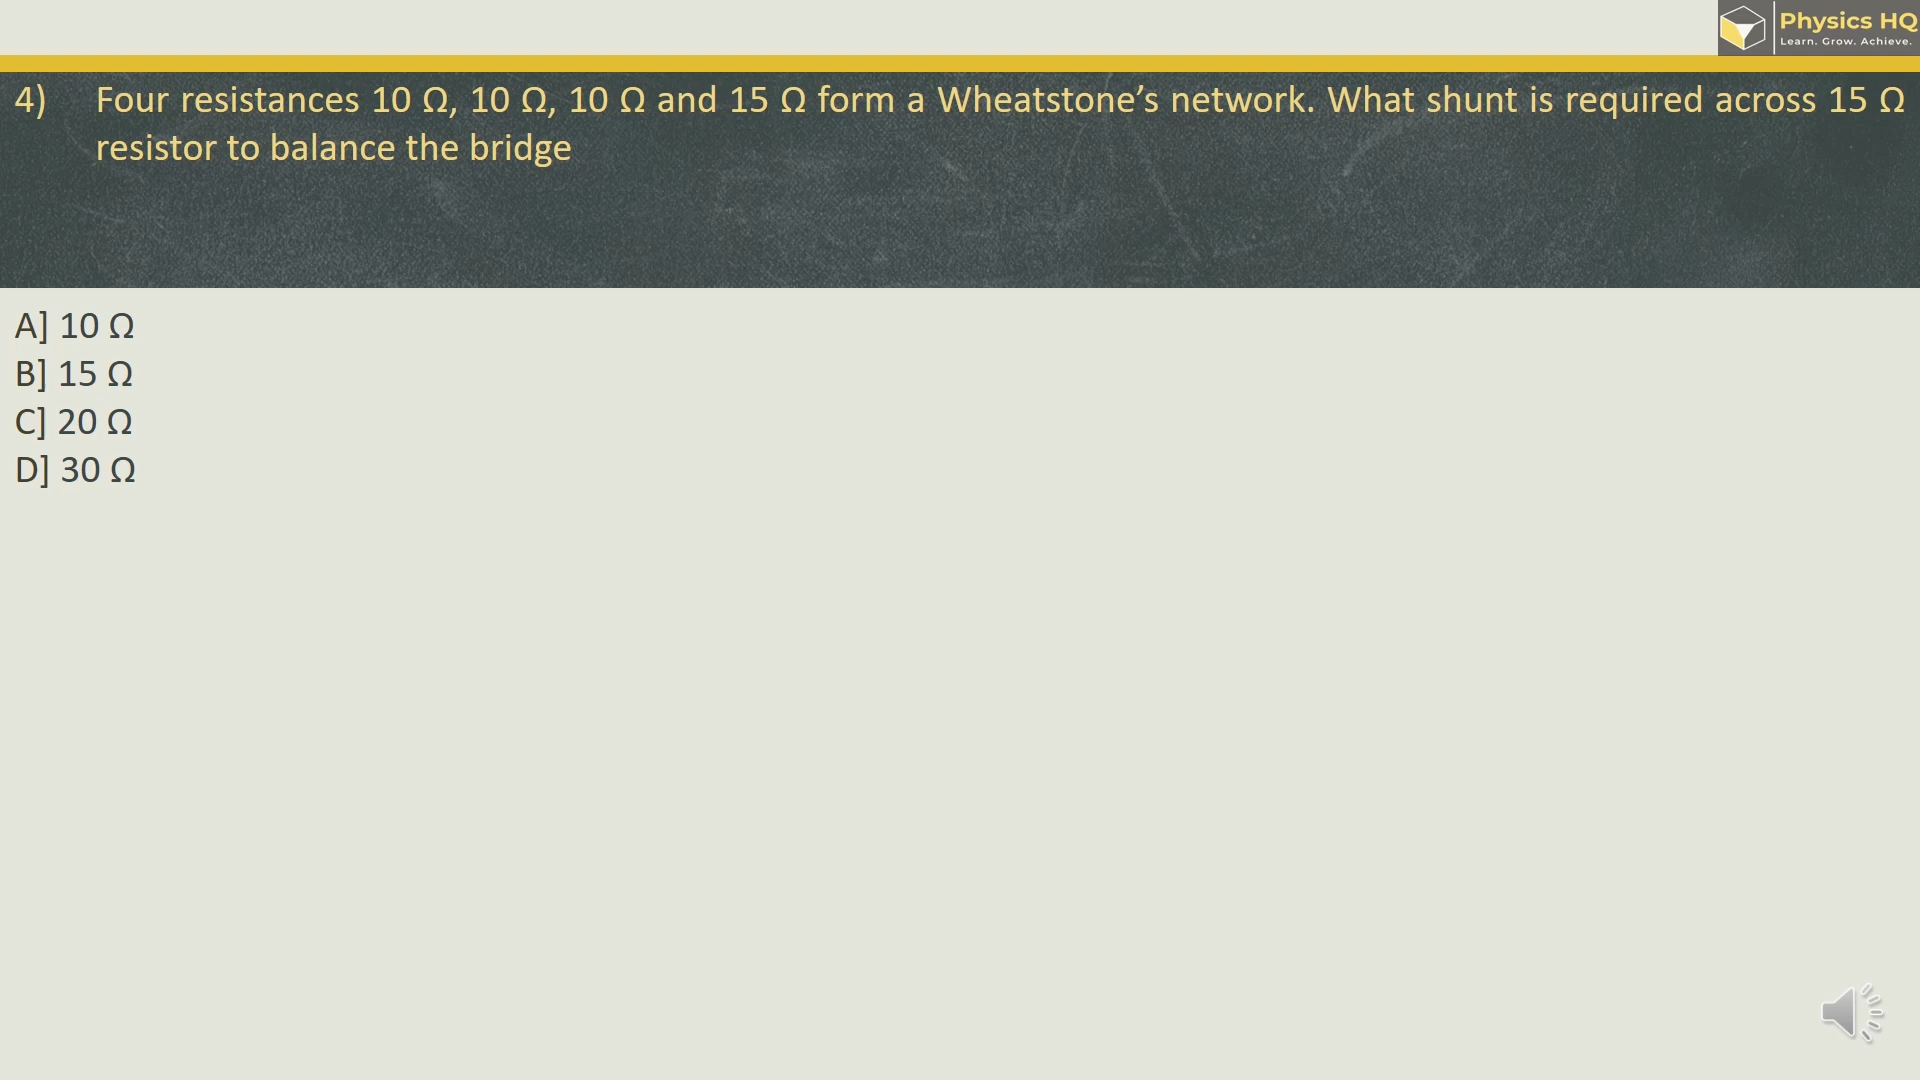 Physics HQ
Learn. Grow. Achieve.
4) Four resistances 10 Ω, 10 Ω, 10 Ω and 15 Ω form a Wheatstone’s network. What shunt is required across 15 Ω
resistor to balance the bridge
A] 10 Ω
B] 15 Ω
C] 20 Ω
D] 30 Ω